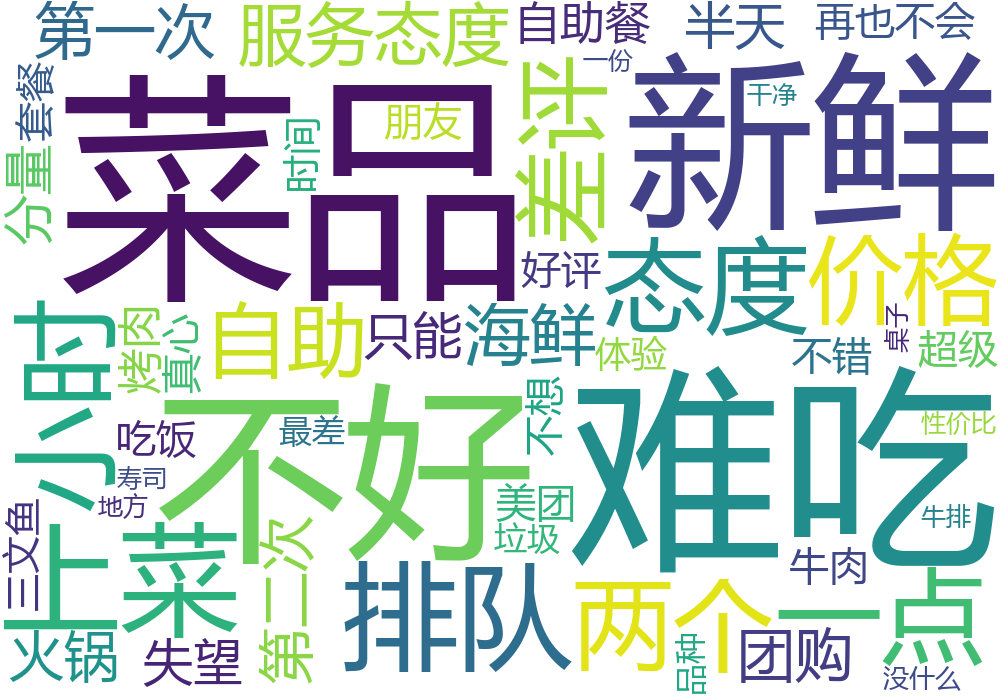 第一次
服务态度
自助餐
半天
再也不会
一份
套餐
菜品
朋友
差评
新鲜
干净
时间
分量
好评
态度
价格
小时
烤肉
真心
自助
只能
海鲜
体验
不错
桌子
超级
不好
难吃
不想
最差
吃饭
性价比
寿司
地方
美团
垃圾
牛排
三文鱼
上菜
第二次
排队
两个
一点
牛肉
火锅
失望
品种
团购
没什么